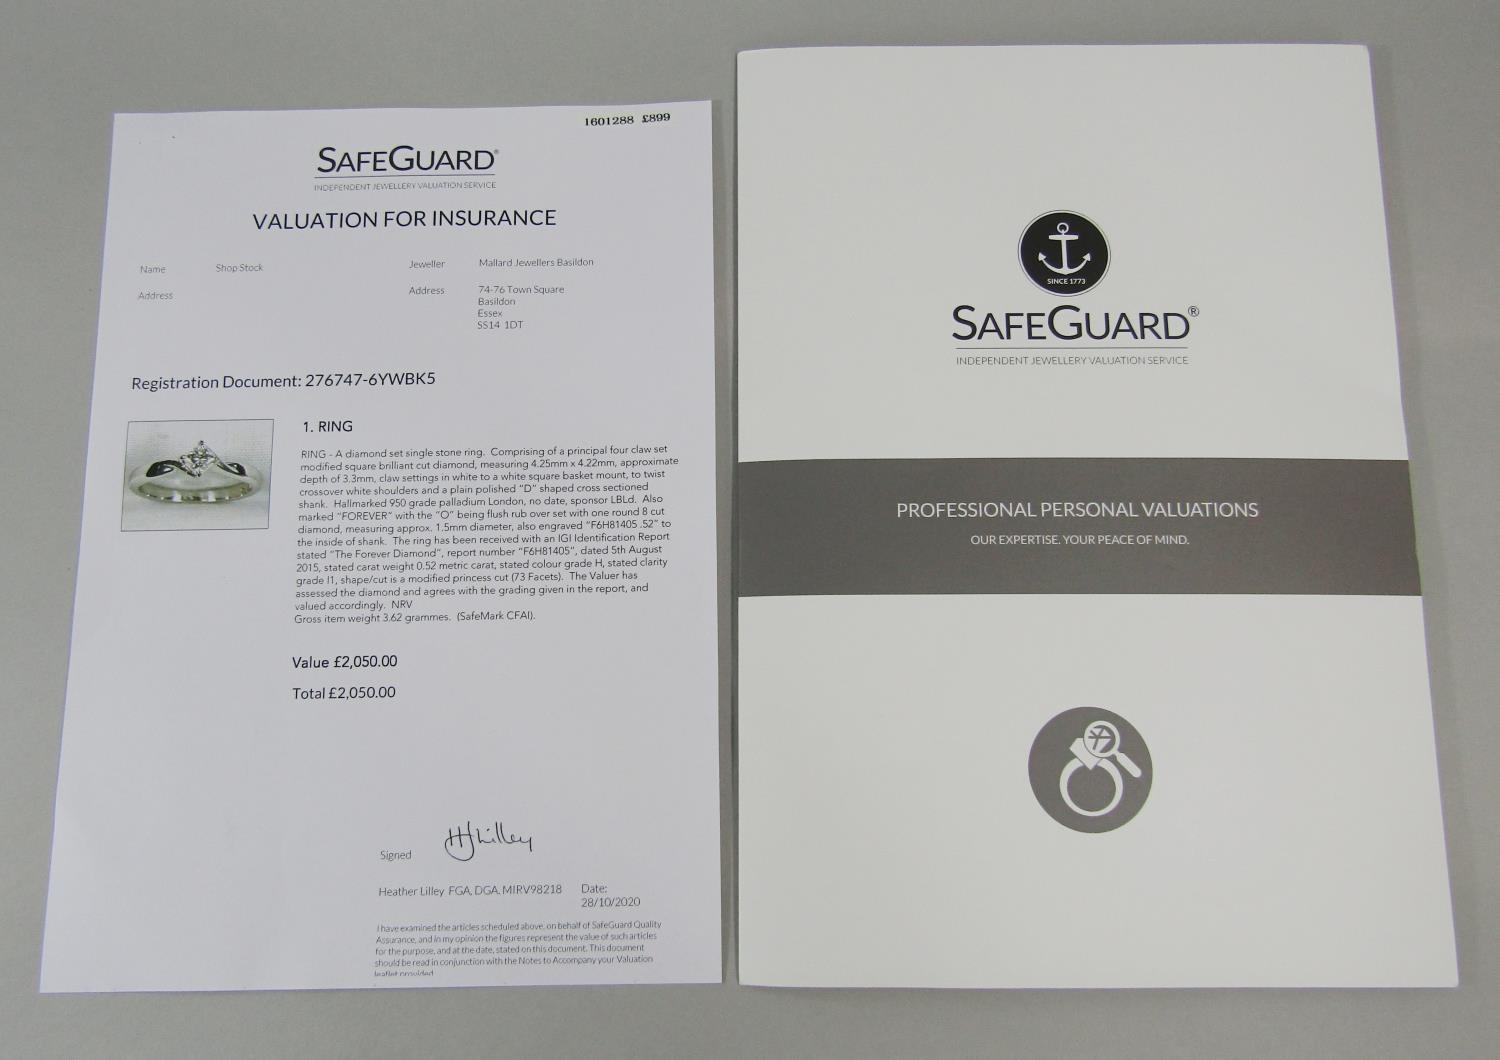 1601288 £899
SAFEGUARD®
INDEPENDENT JEWELLERY VALUATION SERVICE
VALUATION FOR INSURANCE
Name Shop Stock
Address
Jeweller Mallard Jewellers Basildon
Address 74-76 Town Square
Basildon
Essex
SS14 1DT
Registration Document: 276747-6YWBK5
1. RING
RING - A diamond set single stone ring. Comprising of a principal four claw set
modified square brilliant cut diamond, measuring 4.25mm x 4.22mm, approximate
depth of 3.3mm, claw settings in white to a white square basket mount, to twist
crossover white shoulders and a plain polished "D" shaped cross sectioned
shank. Hallmarked 950 grade palladium London, no date, sponsor LBLd. Also
marked "FOREVER" with the "O" being flush rub over set with one round 8 cut
diamond, measuring approx. 1.5mm diameter, also engraved "F6H81405 .52" to
the inside of shank. The ring has been received with an IGI Identification Report
stated "The Forever Diamond", report number "F6H81405", dated 5th August
2015, stated carat weight 0.52 metric carat, stated colour grade H, stated clarity
grade I1, shape/cut is a modified princess cut (73 Facets). The Valuer has
assessed the diamond and agrees with the grading given in the report, and
valued accordingly. NRV
Gross item weight 3.62 grammes. (SafeMark CFAI).
Value £2,050.00
Total £2,050.00
Signed HJLilley
Heather Lilley FGA, DGA. MIRV98218 Date:
28/10/2020
I have examined the articles scheduled above, on behalf of SafeGuard Quality
Assurance, and in my opinion the figures represent the value of such articles
for the purpose, and at the date, stated on this document. This document
should be read in conjunction with the Notes to Accompany your Valuation
leaflet provided
SINCE 1773
SAFEGUARD®
INDEPENDENT JEWELLERY VALUATION SERVICE
PROFESSIONAL PERSONAL VALUATIONS
OUR EXPERTISE. YOUR PEACE OF MIND.